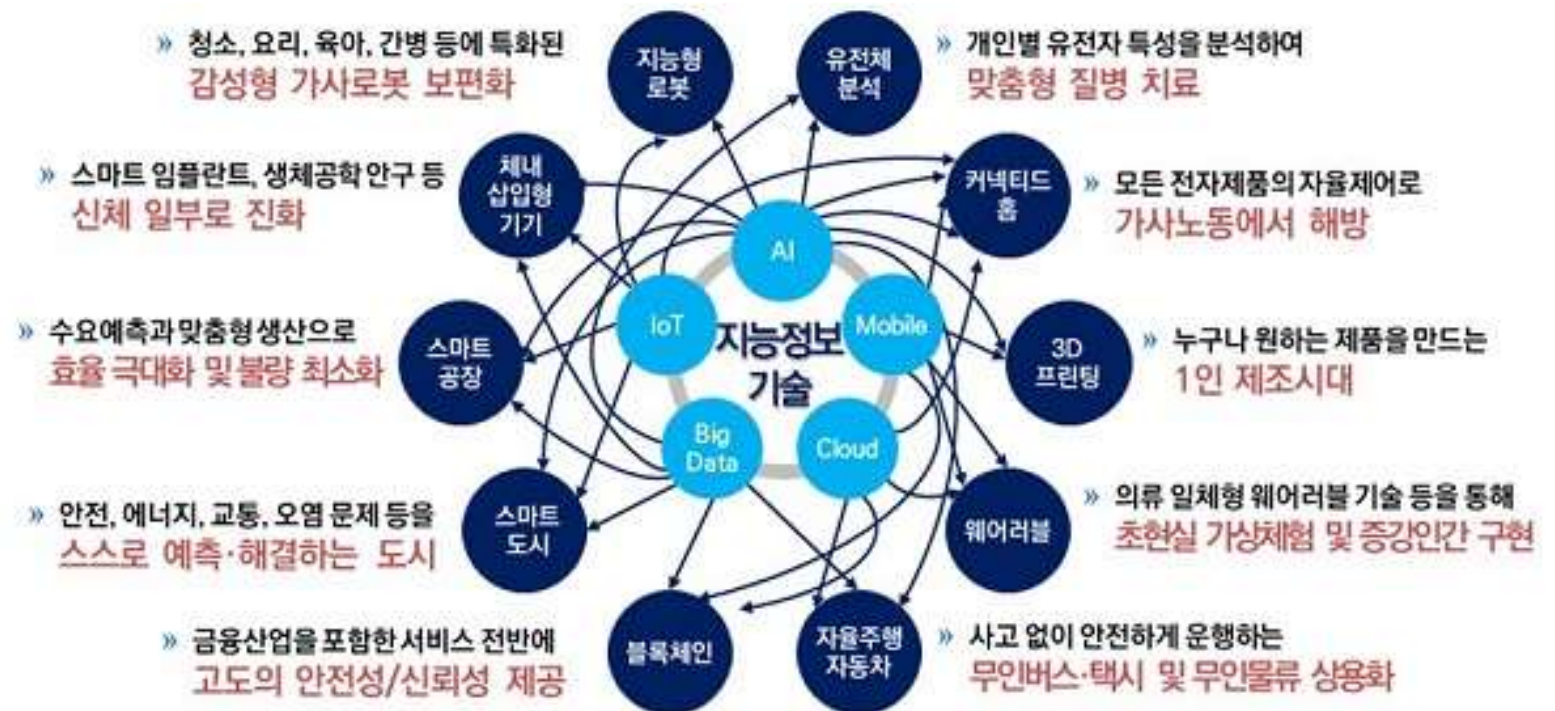 » 청소, 요리, 육아, 간병 등에 특화된
감성형 가사로봇 보편화
지능형
로봇
유전체
분석
» 개인별 유전자 특성을 분석하여
맞춤형 질병 치료
» 스마트 임플란트, 생체공학 안구 등
신체 일부로 진화
체내
삽입형
기기
커넥티드
홈
» 모든 전자제품의 자율제어로
가사노동에서 해방
AI
IoT
지능정보
기술
Mobile
» 수요예측과 맞춤형 생산으로
효율 극대화 및 불량 최소화
스마트
공장
3D
프린팅
» 누구나 원하는 제품을 만드는
1인 제조시대
Big
Data
Cloud
» 안전, 에너지, 교통, 오염 문제 등을
스스로 예측·해결하는 도시
스마트
도시
웨어러블
» 의류 일체형 웨어러블 기술 등을 통해
초현실 가상체험 및 증강인간 구현
» 금융산업을 포함한 서비스 전반에
고도의 안전성/신뢰성 제공
블록체인
자율주행
자동차
» 사고 없이 안전하게 운행하는
무인버스·택시 및 무인물류 상용화